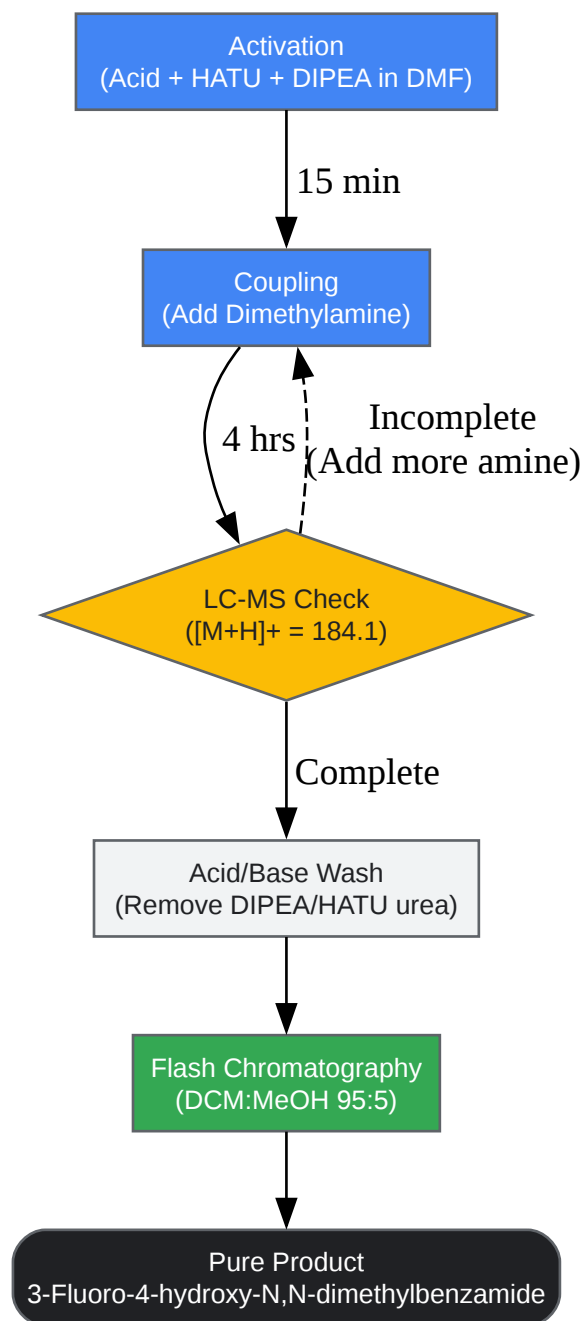 Activation
(Acid + HATU + DIPEA in DMF)
15 min
Coupling
(Add Dimethylamine)
4 hrs
Incomplete
(Add more amine)
LC-MS Check
([M+H]+ = 184.1)
Complete
Acid/Base Wash
(Remove DIPEA/HATU urea)
Flash Chromatography
(DCM:MeOH 95:5)
Pure Product
3-Fluoro-4-hydroxy-N,N-dimethylbenzamide